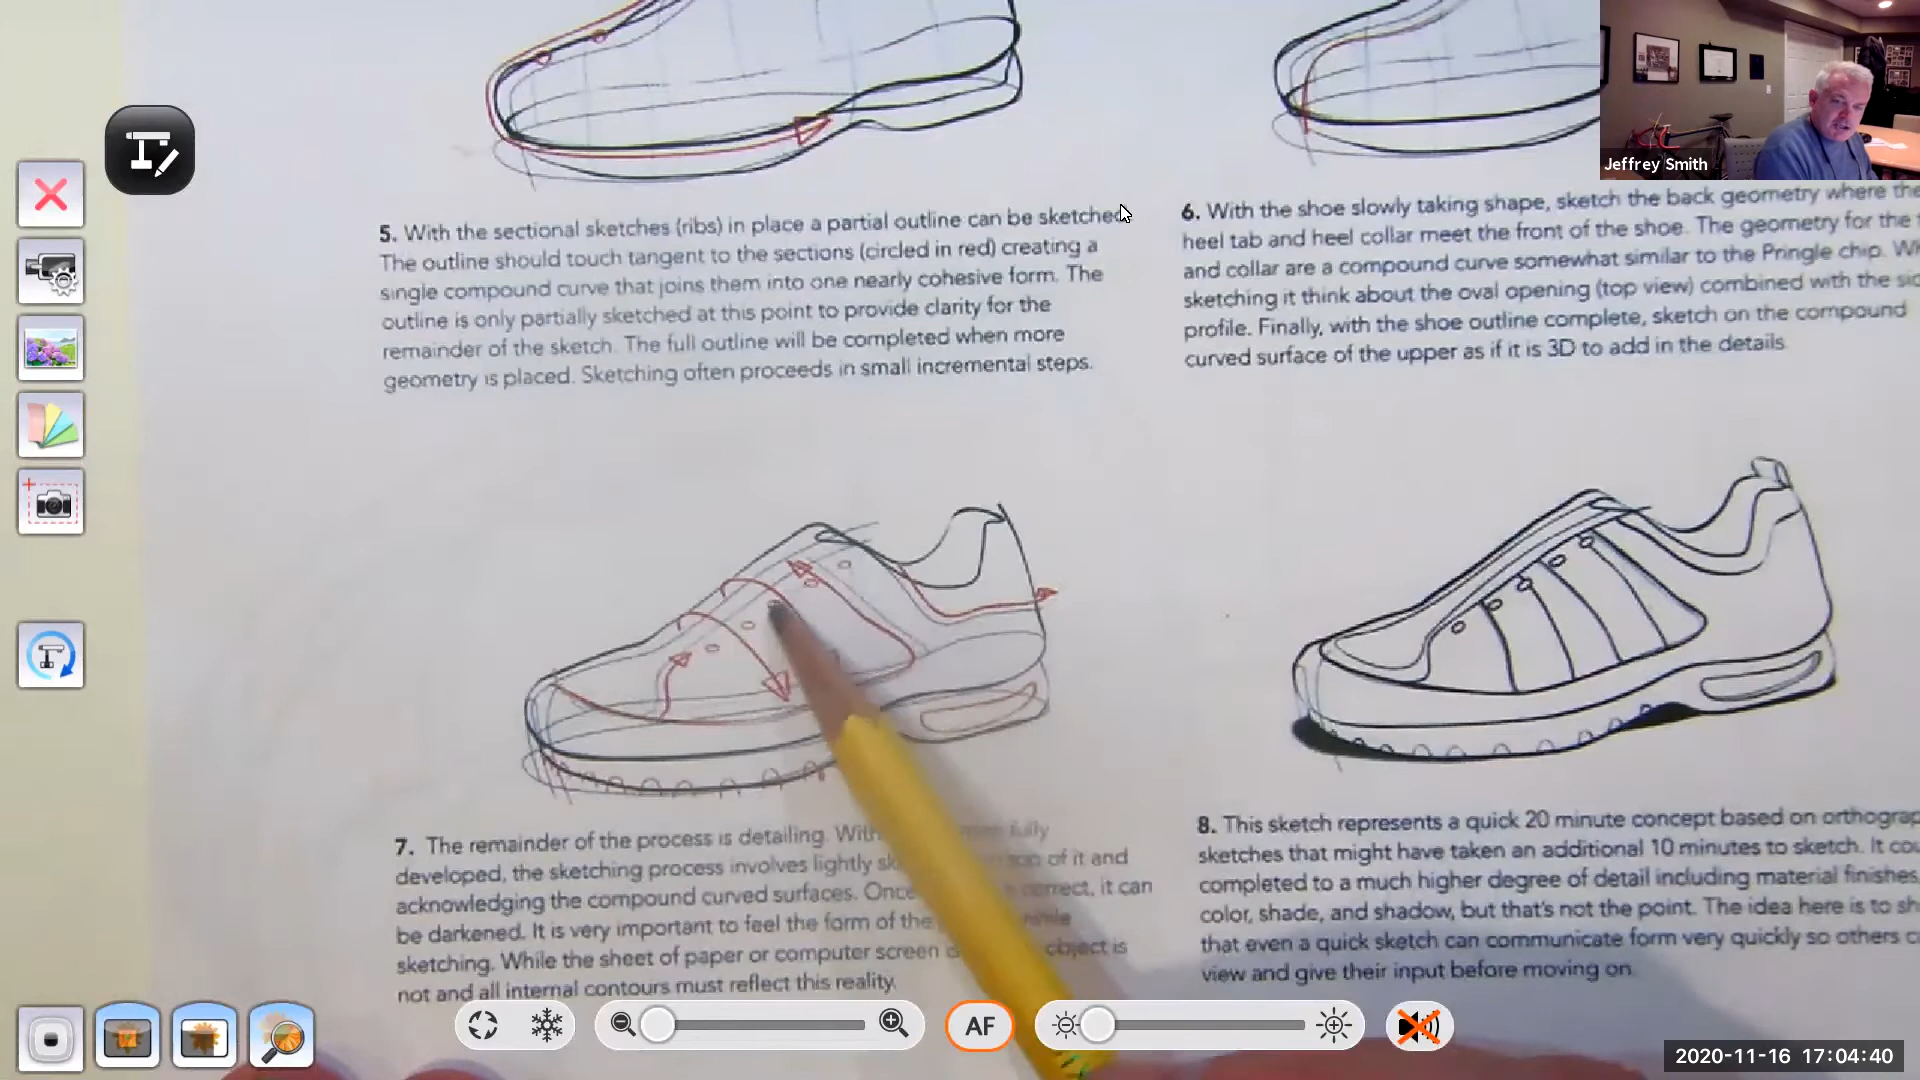 Jeffrey Smith
5. With the sectional sketches (ribs) in place a partial outline can be sketched
The outline should touch tangent to the sections (circled in red) creating a
single compound curve that joins them into one nearly cohesive form. The
outline is only partially sketched at this point to provide clarity for the
remainder of the sketch. The full outline will be completed when more
geometry is placed. Sketching often proceeds in small incremental steps.
6. With the shoe slowly taking shape, sketch the back geometry where the
heel tab and heel collar meet the front of the shoe. The geometry for the
and collar are a compound curve somewhat similar to the Pringle chip.
sketching it think about the oval opening (top view) combined with the
profile. Finally, with the shoe outline complete, sketch on the compound
curved surface of the upper as if it is 3D to add in the details.
7. The remainder of the process is detailing. With fully
developed, the sketching process involves lightly of it and
acknowledging the compound curved surfaces. Once correct, it can
be darkened. It is very important to feel the form of the while
sketching. While the sheet of paper or computer screen object is
not and all internal contours must reflect this reality.
8. This sketch represents a quick 20 minute concept based on
sketches that might have taken an additional 10 minutes to sketch. It
completed to a much higher degree of detail including material finishes,
color, shade, and shadow, but that's not the point. The idea here is to
that even a quick sketch can communicate form very quickly so others
view and give their input before moving on.
AF
2020-11-16 17:04:40